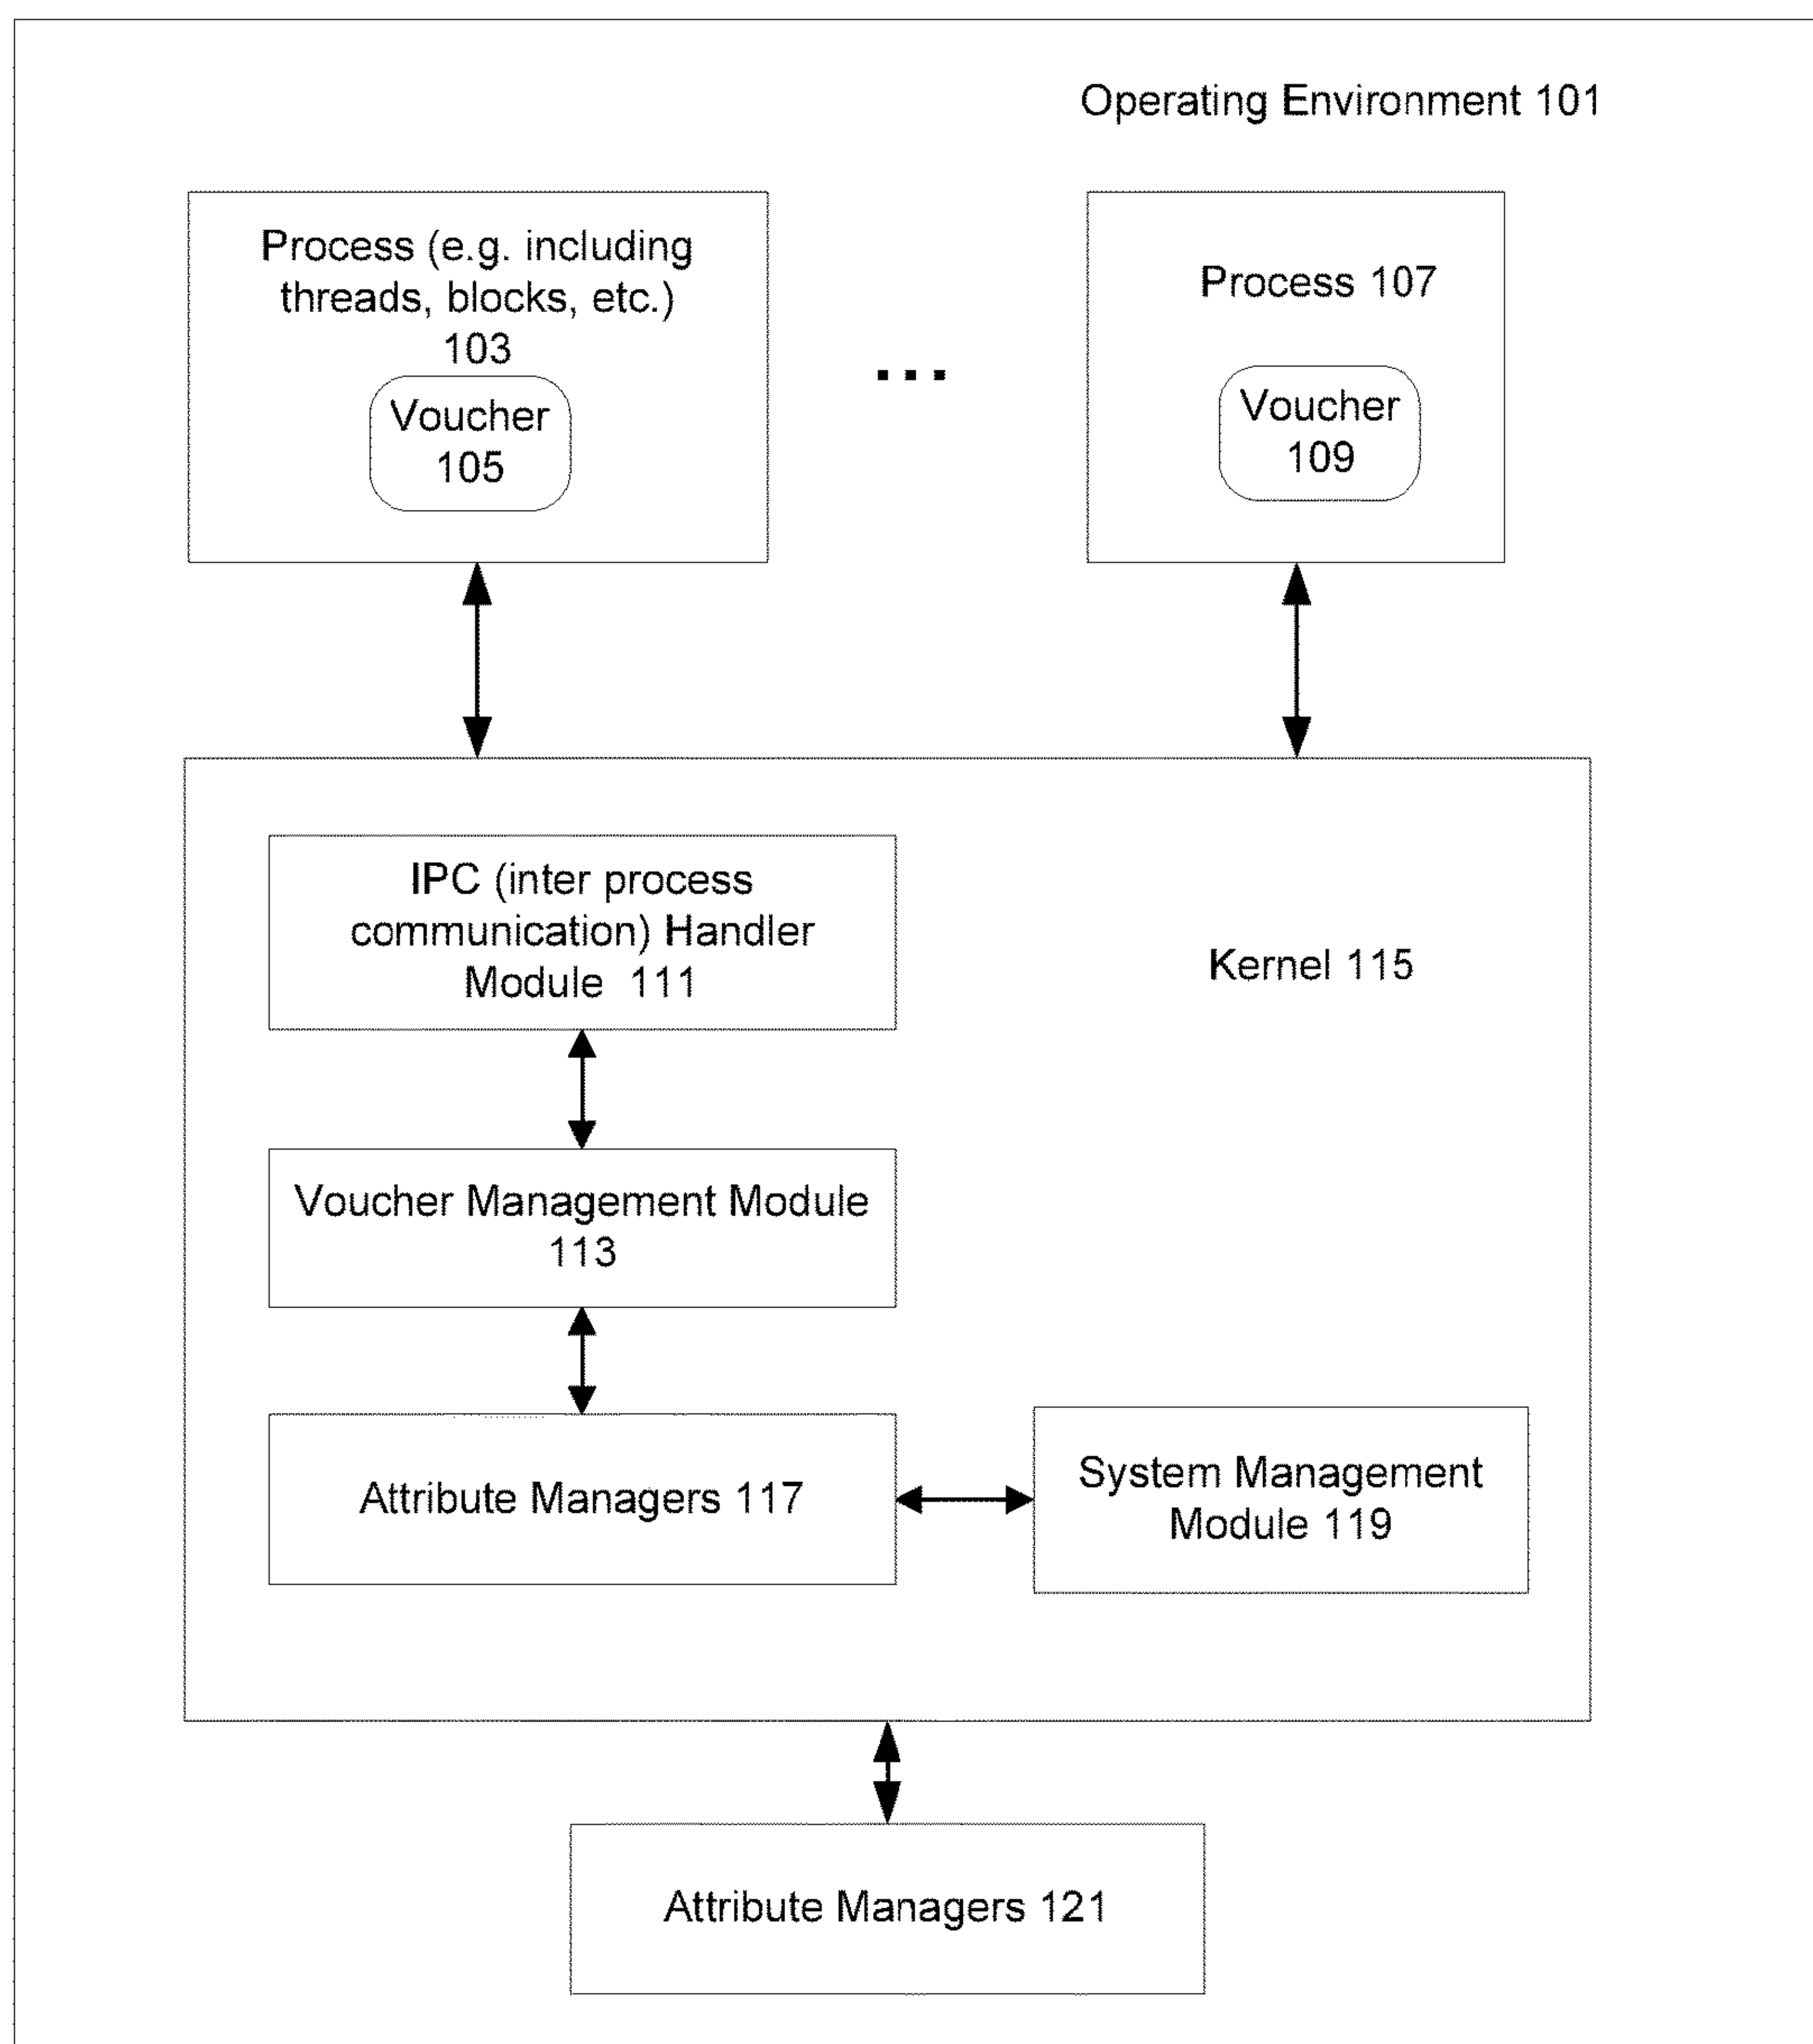 Operating Environment 101
Process (e.g. including
threads, blocks, etc.)
103
Voucher
105
...
Process 107
Voucher
109
IPC (inter process
communication) Handler
Module 111
Kernel 115
Voucher Management Module
113
Attribute Managers 117
System Management
Module 119
Attribute Managers 121